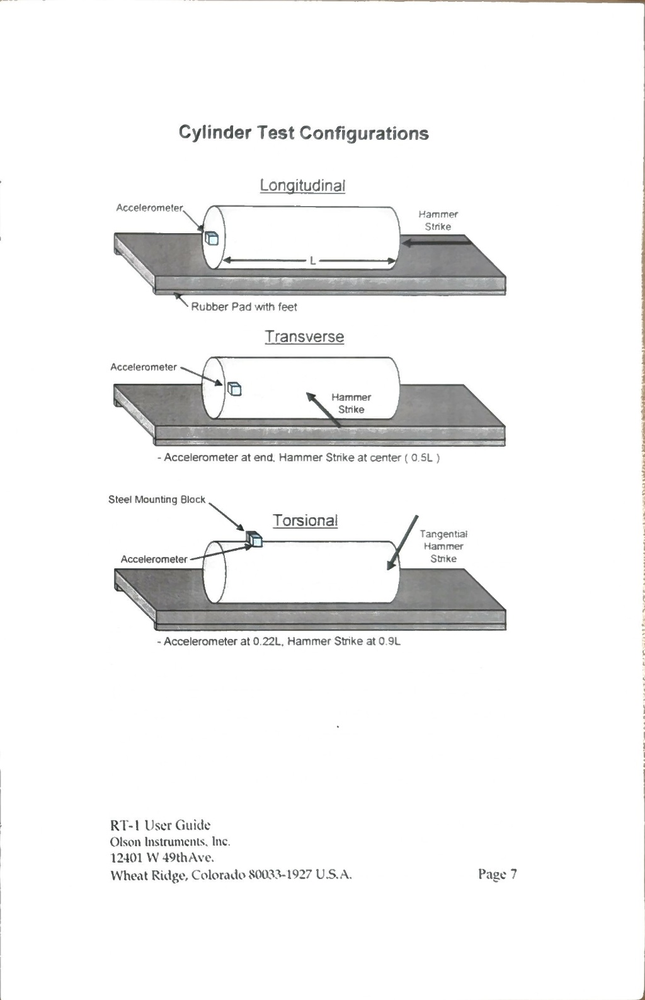 Cylinder Test Configurations
Longitudinal
Accelerometer
Hammer
Strike
L
Rubber Pad with feet
Transverse
Accelerometer
Hammer
Strike
- Accelerometer at end, Hammer Strike at center ( 0.5L )
Steel Mounting Block
Torsional
Tangential
Hammer
Strike
Accelerometer
- Accelerometer at 0.22L, Hammer Strike at 0.9L
RT-1 User Guide
Olson Instruments, Inc.
12401 W 49thAve.
Wheat Ridge, Colorado 80033-1927 U.S.A.
Page 7